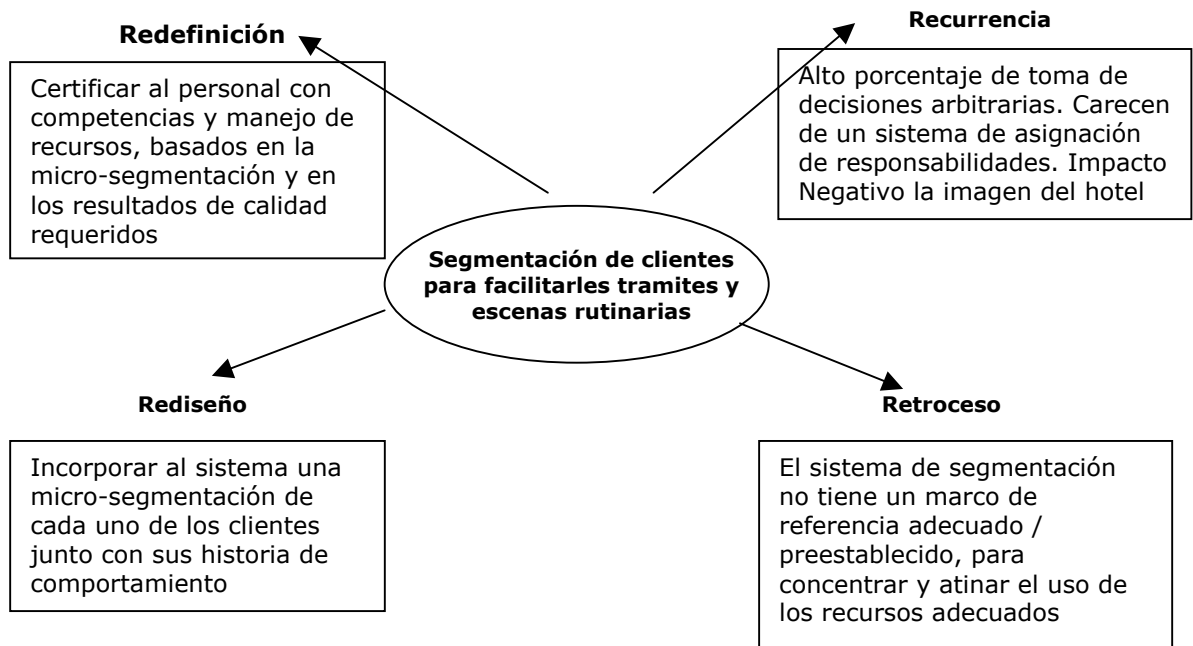 Redefinición
Certificar al personal con
competencias y manejo de
recursos, basados en la
micro-segmentación y en
los resultados de calidad
requeridos
Recurrencia
Alto porcentaje de toma de
decisiones arbitrarias. Carecen
de un sistema de asignación
de responsabilidades. Impacto
Negativo la imagen del hotel
Segmentación de clientes
para facilitarles tramites y
escenas rutinarias
Rediseño
Incorporar al sistema una
micro-segmentación de
cada uno de los clientes
junto con sus historia de
comportamiento
Retroceso
El sistema de segmentación
no tiene un marco de
referencia adecuado /
preestablecido, para
concentrar y atinar el uso de
los recursos adecuados